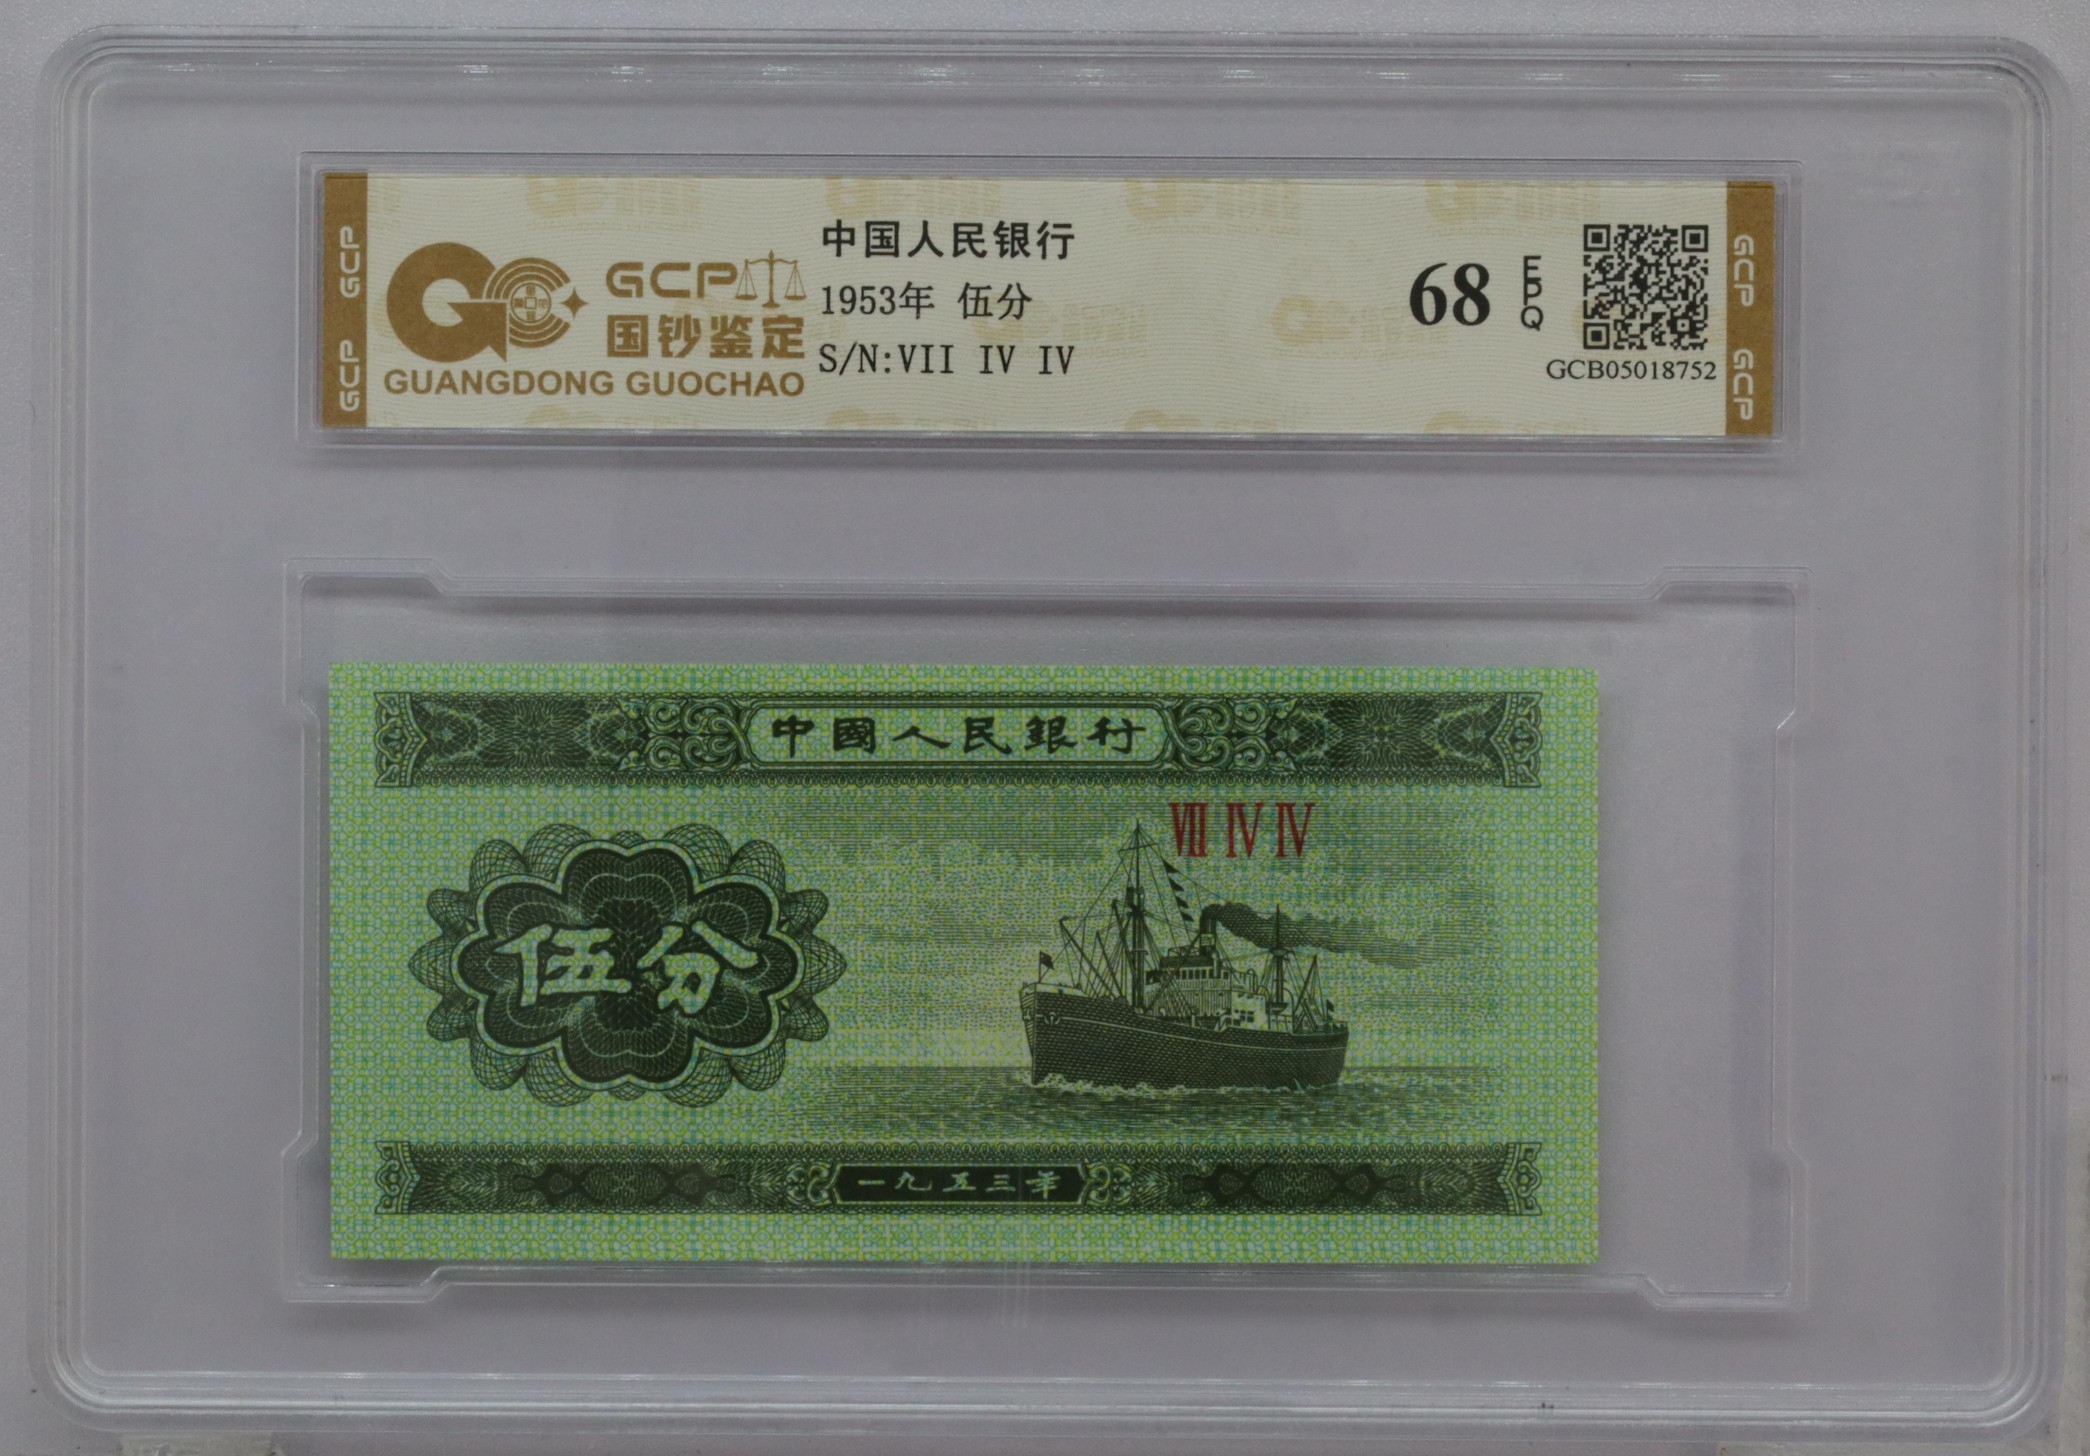 GCP
GCP
GCP
国钞鉴定
GUANGDONG GUOCHAO
中国人民银行
1953年 伍分
S/N:VII IV IV
68 EPQ
GCB05018752
GCP
GCP
中國人民銀行
VII IV IV
伍分
一九五三年